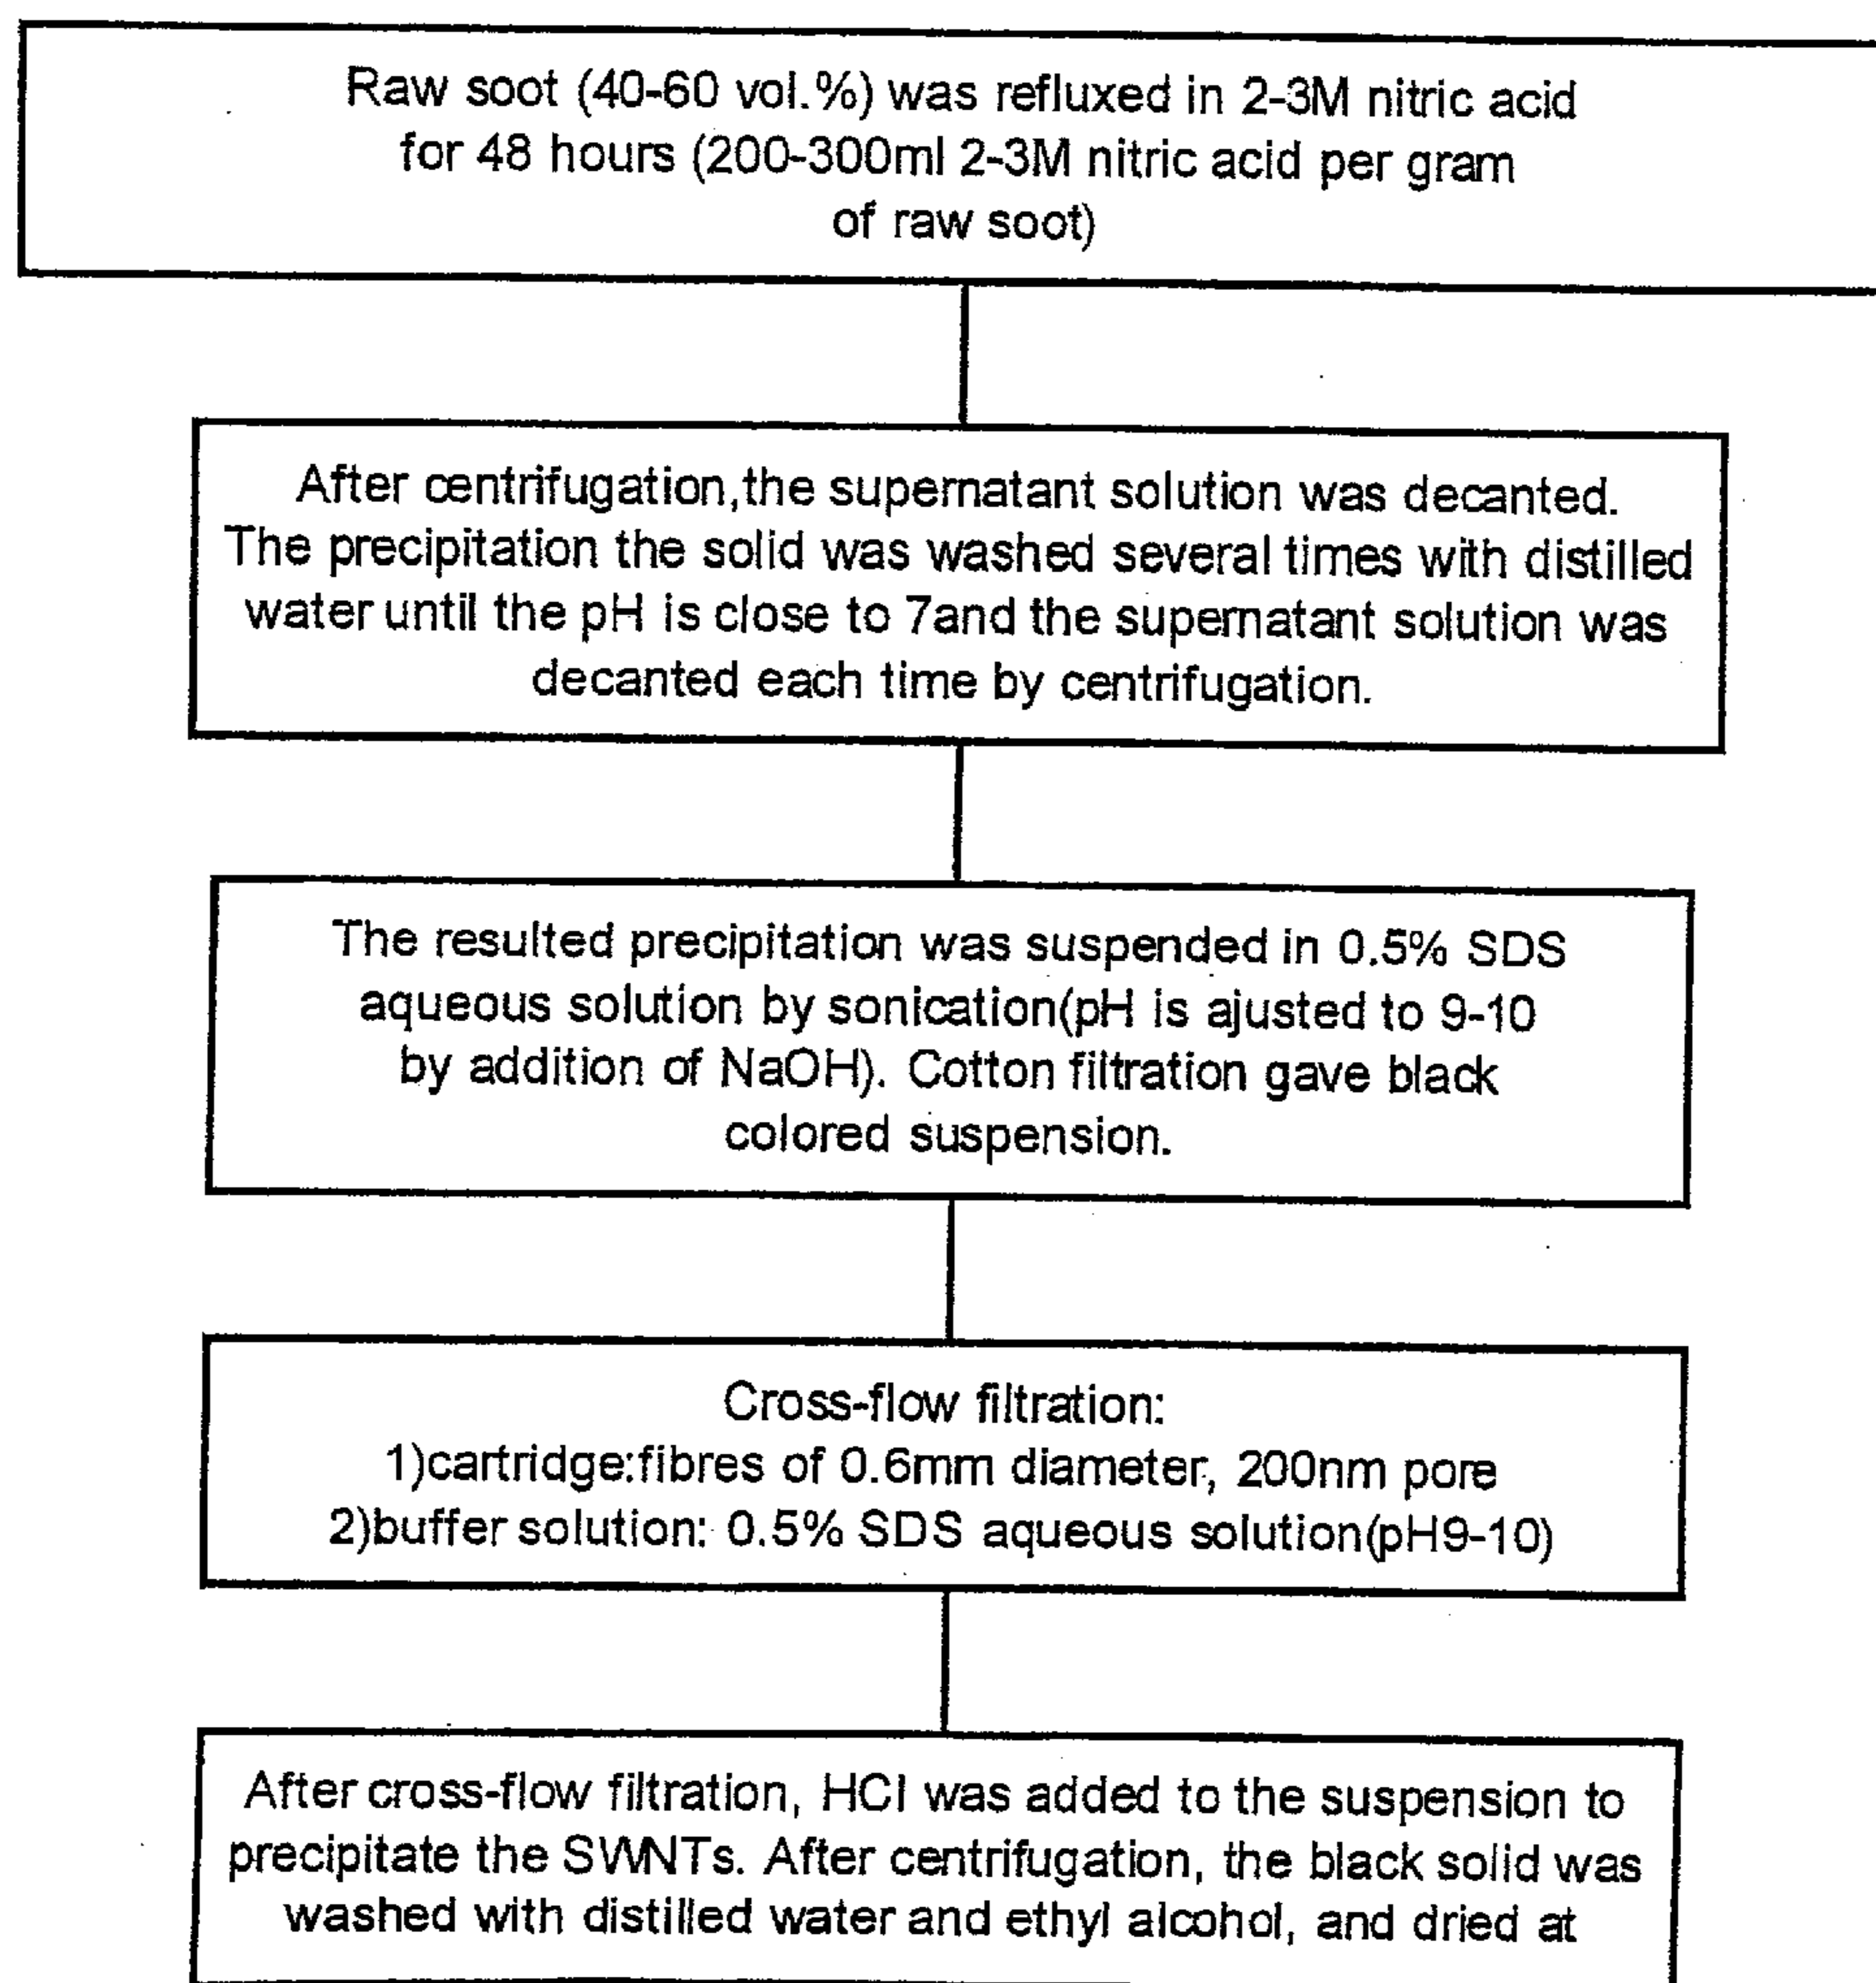 Raw soot (40-60 vol.%) was refluxed in 2-3M nitric acid
for 48 hours (200-300ml 2-3M nitric acid per gram
of raw soot)
After centrifugation,the supernatant solution was decanted.
The precipitation the solid was washed several times with distilled
water until the pH is close to 7and the supernatant solution was
decanted each time by centrifugation.
The resulted precipitation was suspended in 0.5% SDS
aqueous solution by sonication(pH is ajusted to 9-10
by addition of NaOH). Cotton filtration gave black
colored suspension.
Cross-flow filtration:
1)cartridge:fibres of 0.6mm diameter, 200nm pore
2)buffer solution: 0.5% SDS aqueous solution(pH9-10)
After cross-flow filtration, HCl was added to the suspension to
precipitate the SWNTs. After centrifugation, the black solid was
washed with distilled water and ethyl alcohol, and dried at